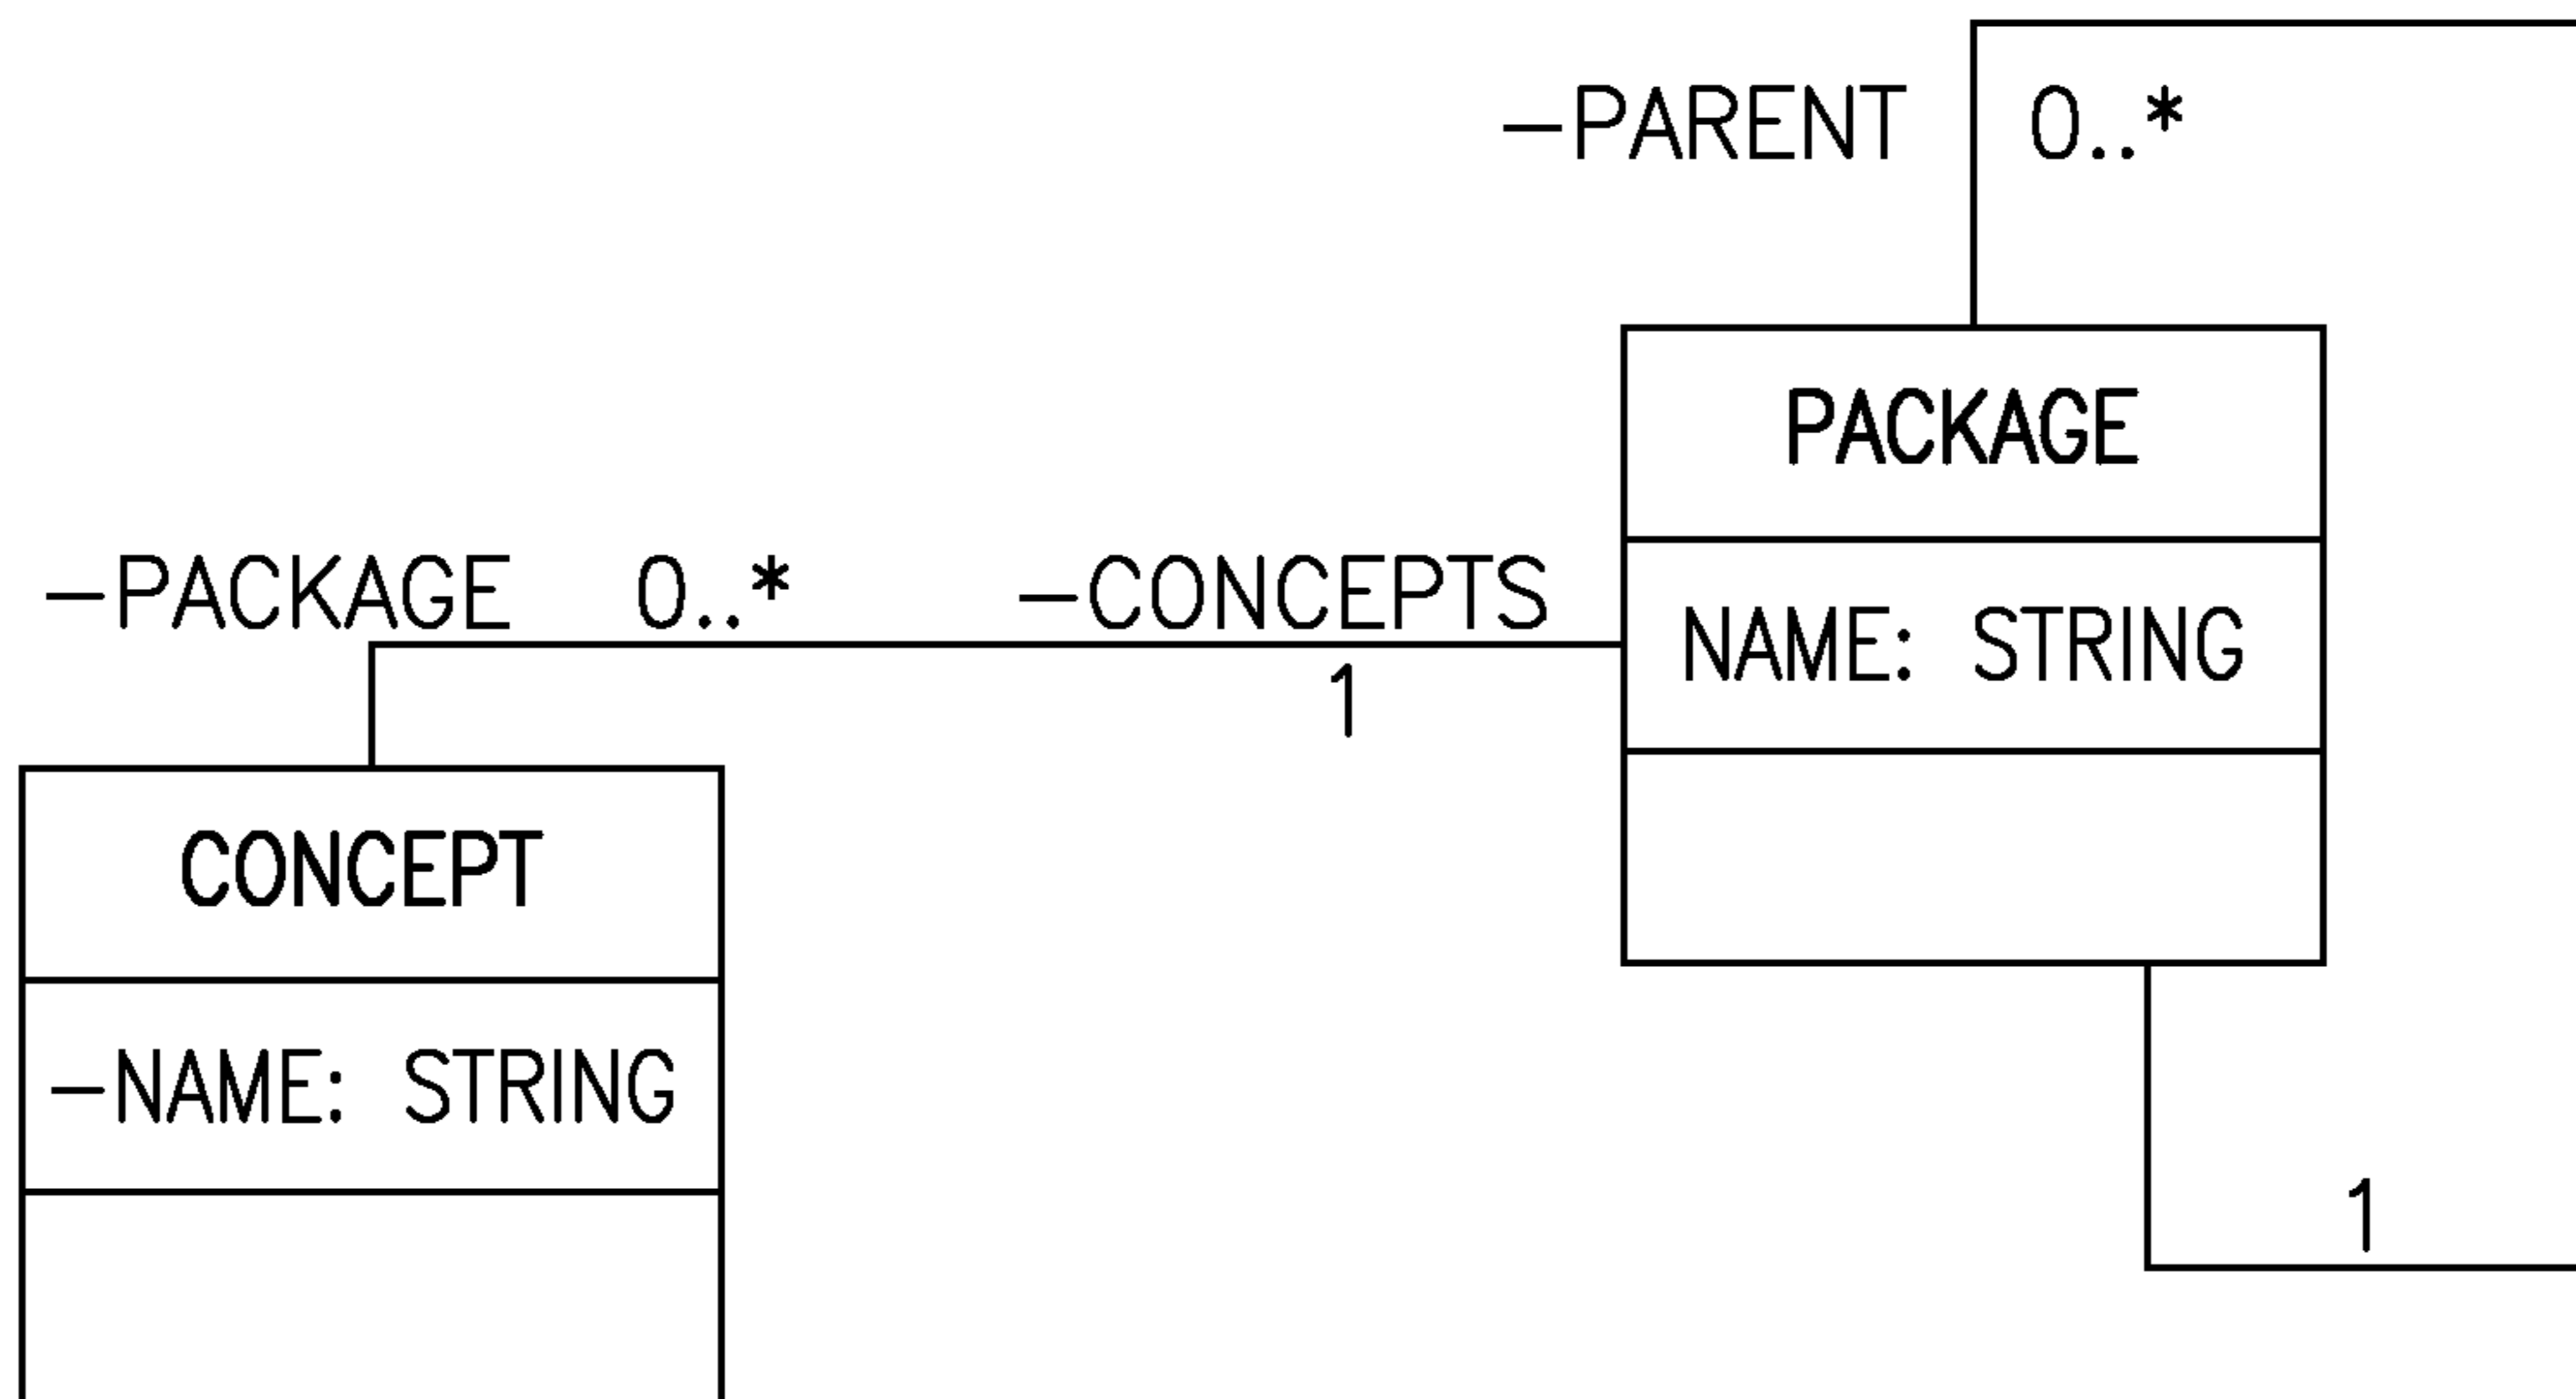 -PARENT 0..*
PACKAGE
-PACKAGE 0..* -CONCEPTS
NAME: STRING
1
CONCEPT
-NAME: STRING
1